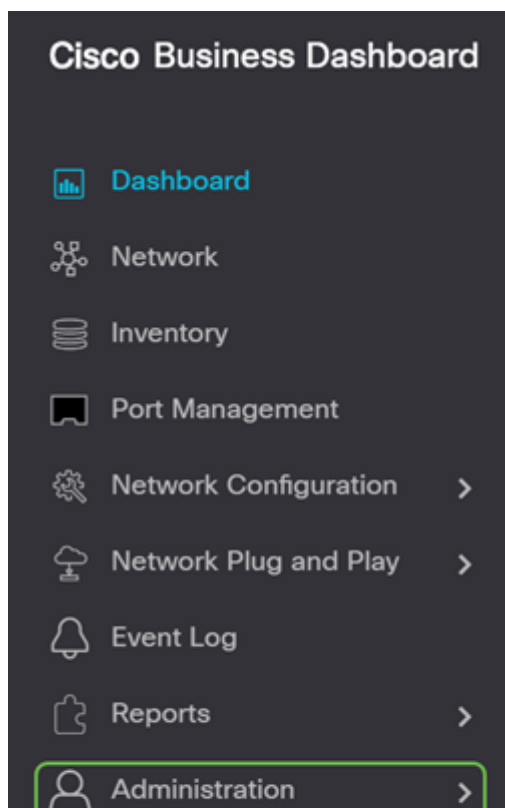 Cisco Business Dashboard
Dashboard
Network
Inventory
Port Management
Network Configuration
Network Plug and Play
Event Log
Reports
Administration